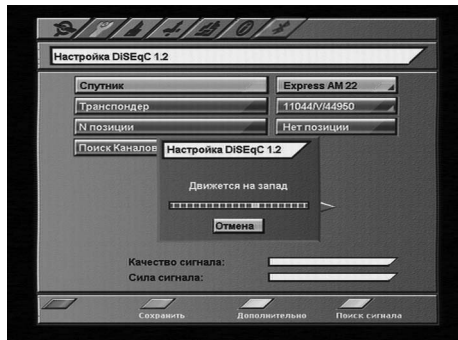 Настройка DiSEqC 1.2
Спутник Express AM 22
Транспондер 11044/V/44950
N позиции Нет позиции
Поиск Каналов
Настройка DiSEqC 1.2
Движется на запад
Отмена
Качество сигнала:
Сила сигнала:
Сохранить Дополнительно Поиск сигнала